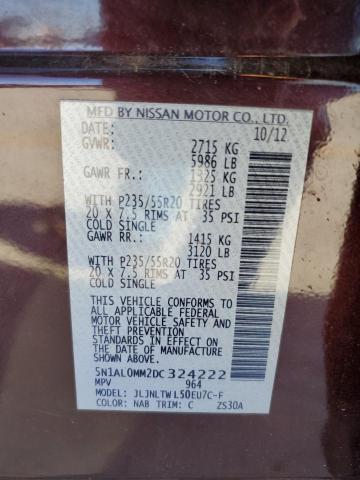 MFD BY NISSAN MOTOR CO., LTD.
DATE: 10/12
GVWR: 2715 KG
5986 LB
GAWR FR.: 1325 KG
2921 LB
WITH P235/55R20 TIRES
20 X 7.5 RIMS AT 35 PSI
COLD SINGLE
GAWR RR.: 1415 KG
3120 LB
WITH P235/55R20 TIRES
20 X 7.5 RIMS AT 35 PSI
COLD SINGLE
THIS VEHICLE CONFORMS TO
ALL APPLICABLE FEDERAL
MOTOR VEHICLE SAFETY
AND THEFT PREVENTION
STANDARDS IN EFFECT
ON THE DATE OF
MANUFACTURE SHOWN ABOVE.
5N1AL0MM2DC324222
MPV 964
MODEL: JLJNLTW L50EU7C-F
COLOR: NAB TRIM: C ZS30A